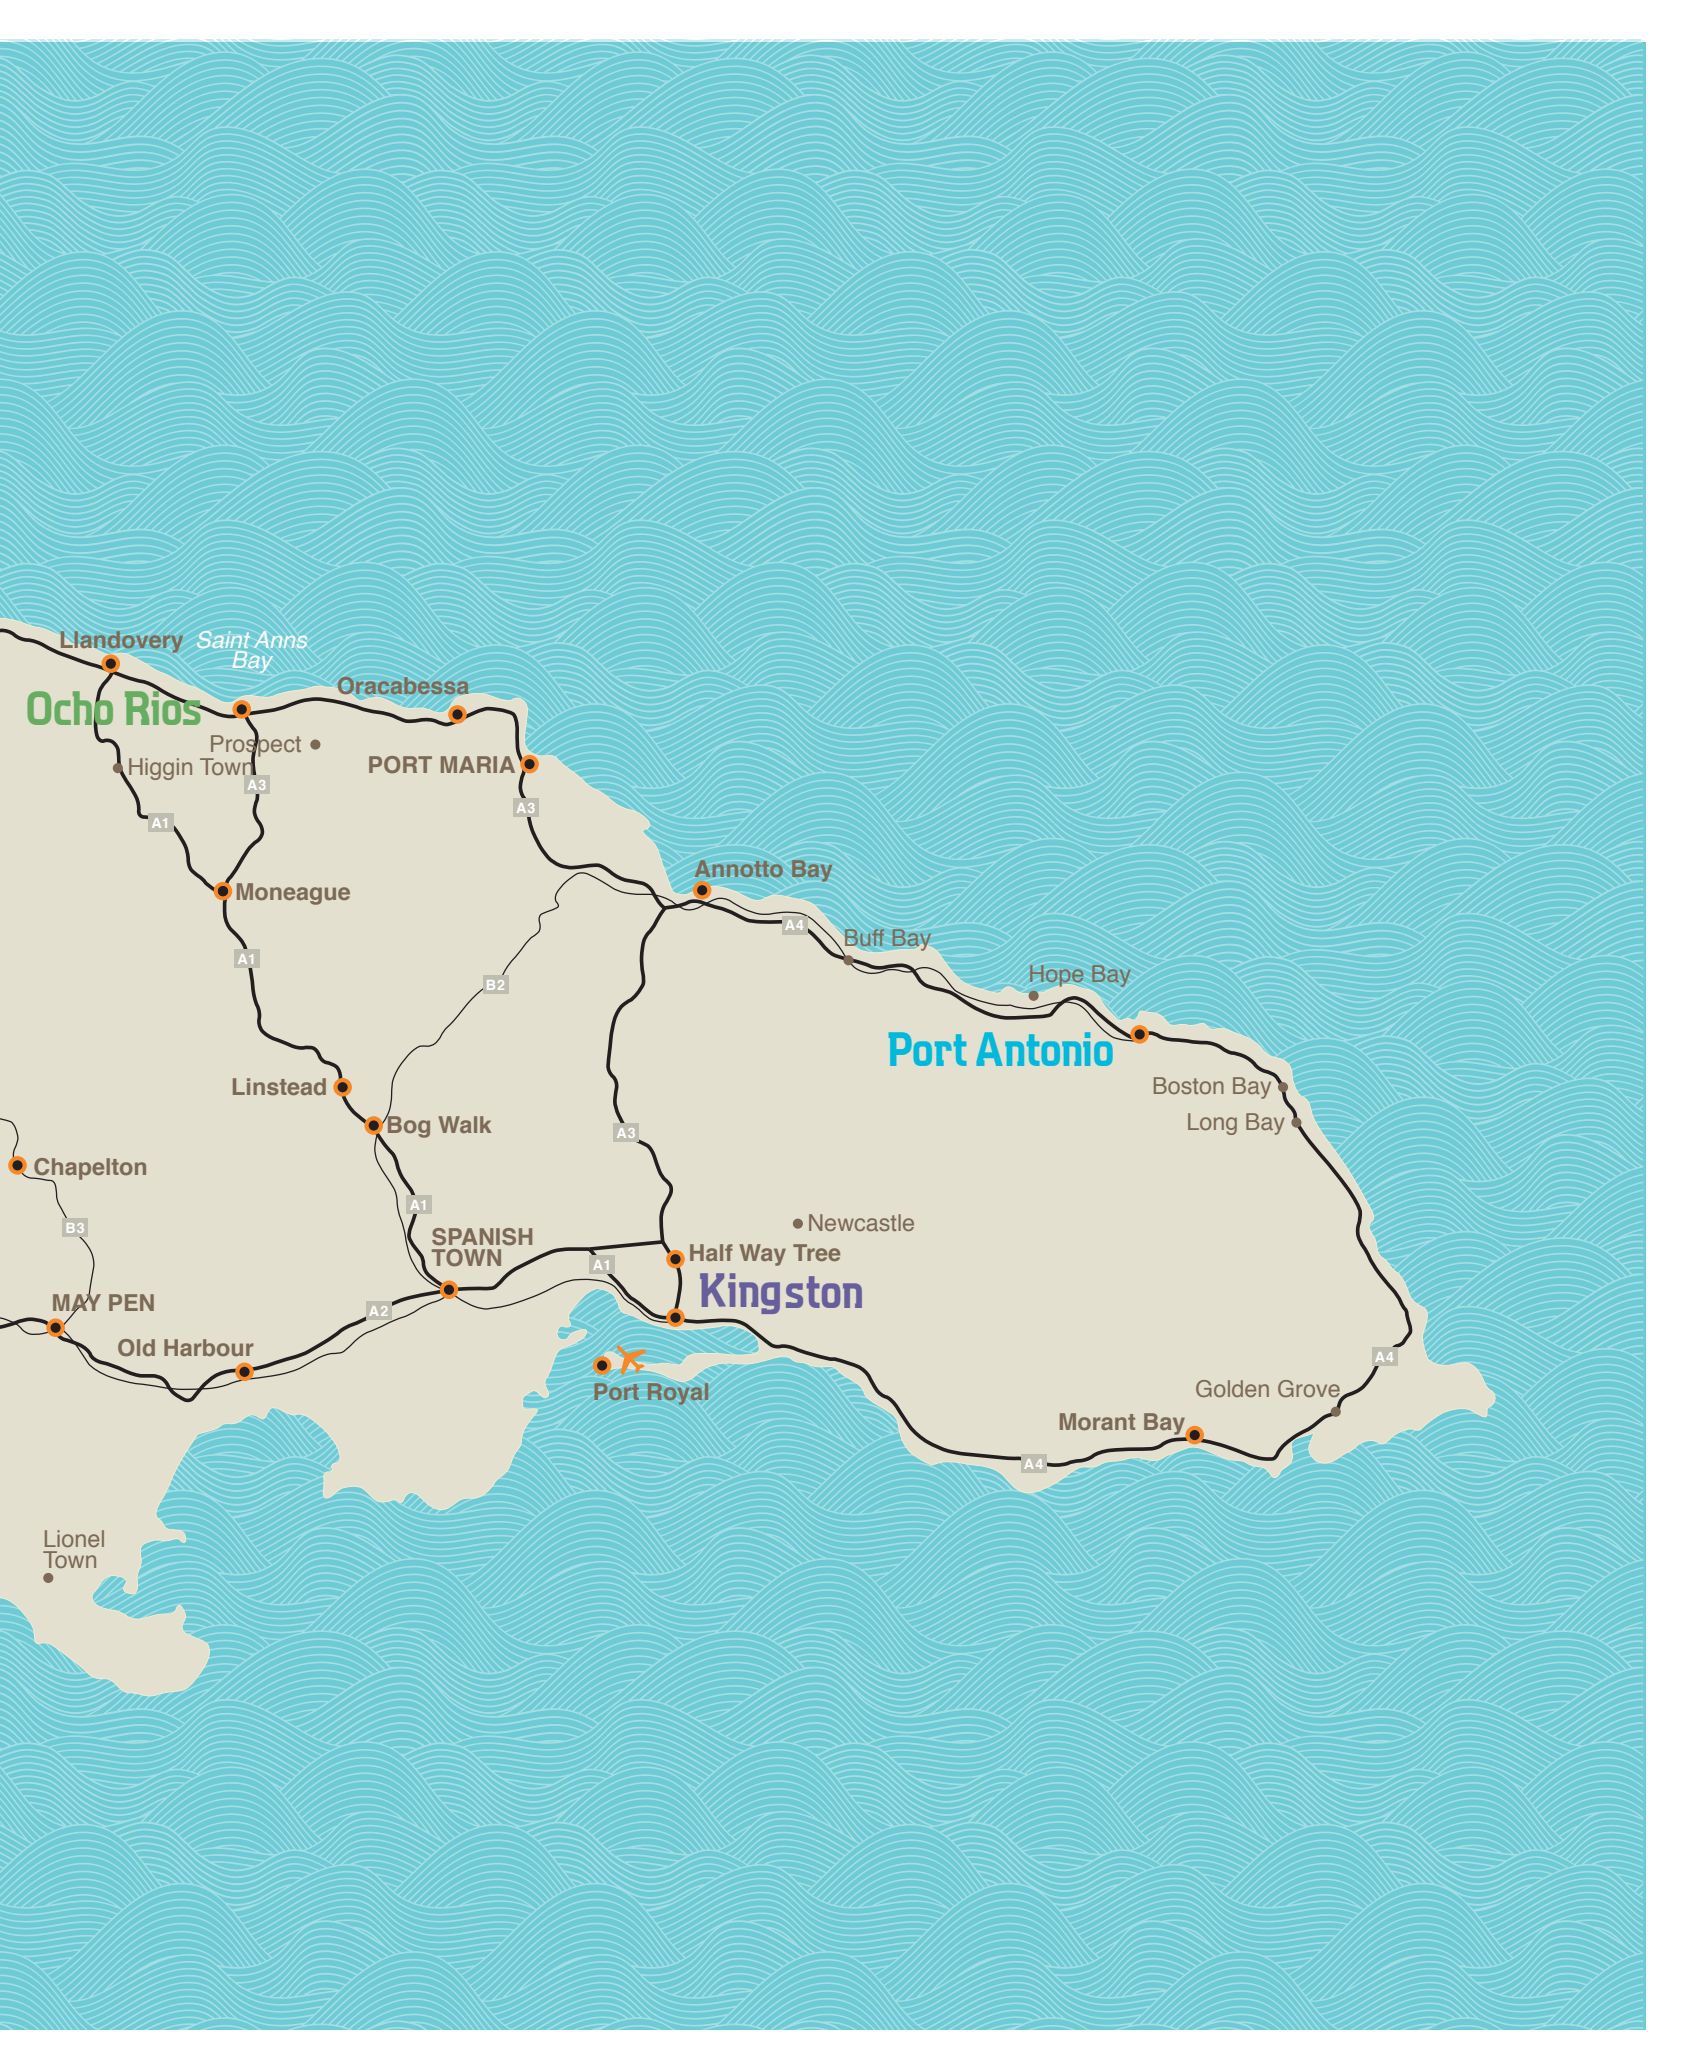 Llandovery
Saint Anns
Bay
Ocho Rios
Oracabessa
Prospect
Higgin Town
PORT MARIA
A3
A1
A3
Annotto Bay
Moneague
A4
Buff Bay
A1
Hope Bay
B2
Port Antonio
Linstead
Boston Bay
Bog Walk
Long Bay
A3
Chapelton
A1
B3
Newcastle
SPANISH
TOWN
Half Way Tree
A1
Kingston
MAY PEN
A2
Old Harbour
A4
Port Royal
Golden Grove
Morant Bay
A4
Lionel
Town